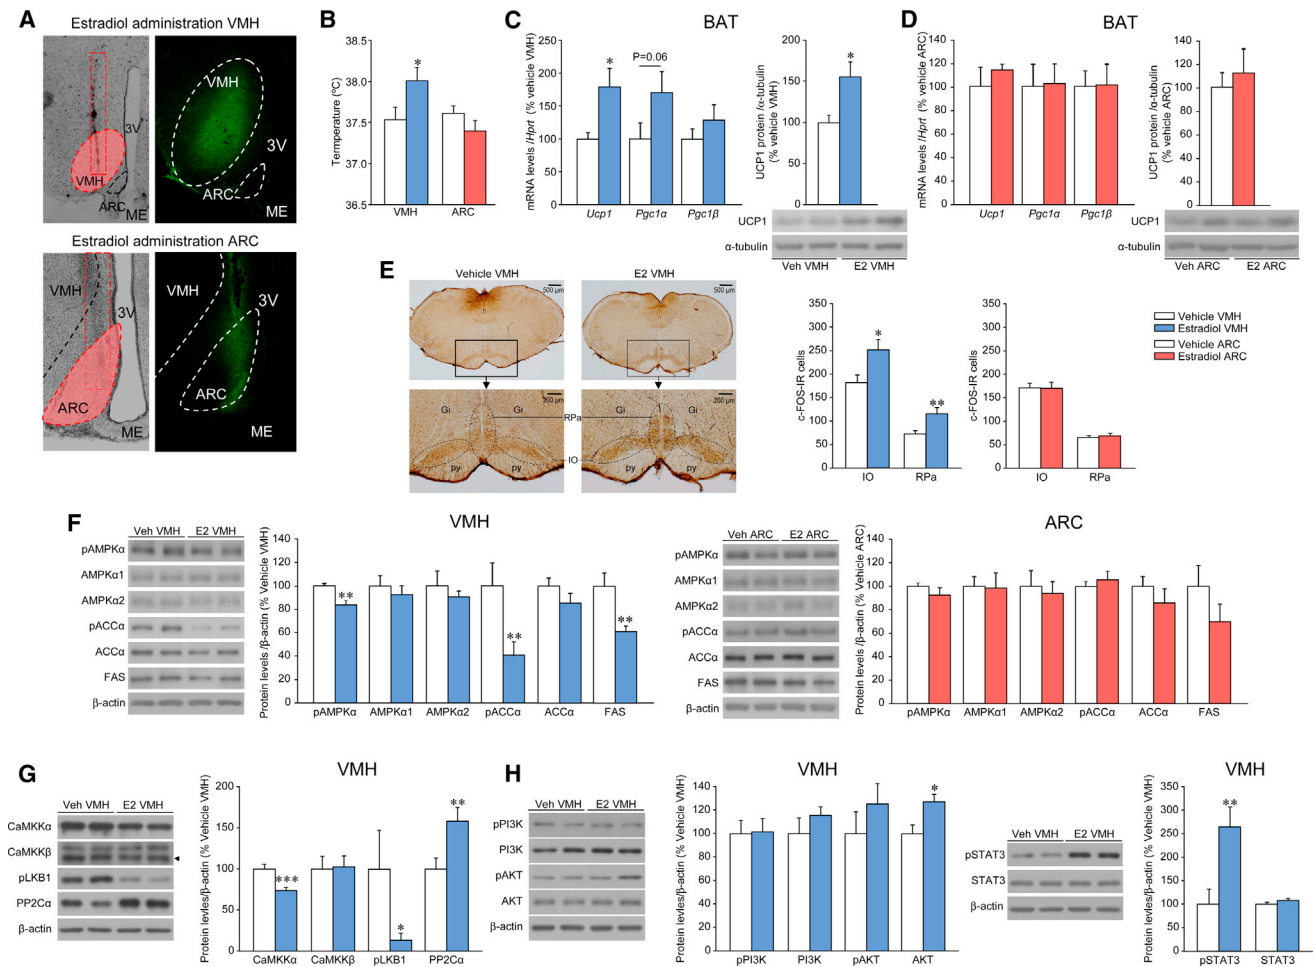 A
Estradiol administration VMH
VMH
3V
ARC
ME
VMH
3V
ARC
ME
Estradiol administration ARC
VMH
3V
ARC
ME
VMH
3V
ARC
ME
B
Termperature (ºC)
38.5
38.0
37.5
37.0
36.5
*
VMH
ARC
C
BAT
mRNA levels /Hprt (% vehicle VMH)
250
200
150
100
50
0
*
P=0.06
Ucp1
Pgc1α
Pgc1β
UCP1 protein /α-tubulin
(% vehicle VMH)
200
150
100
50
0
*
UCP1
α-tubulin
Veh VMH
E2 VMH
D
BAT
mRNA levels /Hprt (% vehicle ARC)
140
120
100
80
60
40
20
0
Ucp1
Pgc1α
Pgc1β
UCP1 protein/α-tubulin
(% vehicle ARC)
140
120
100
80
60
40
20
0
UCP1
α-tubulin
Veh ARC
E2 ARC
E
Vehicle VMH
E2 VMH
500 µm
500 µm
200 µm
200 µm
Gi
Gi
RPa
Gi
Gi
IO
py
py
py
py
c-FOS-IR cells
350
300
250
200
150
100
50
0
*
**
IO
RPa
c-FOS-IR cells
350
300
250
200
150
100
50
0
IO
RPa
Vehicle VMH
Estradiol VMH
Vehicle ARC
Estradiol ARC
F
Veh VMH
E2 VMH
pAMPKα
AMPKα1
AMPKα2
pACCα
ACCα
FAS
β-actin
VMH
Protein levels /β-actin (% Vehicle VMH)
140
120
100
80
60
40
20
0
**
**
**
pAMPKα
AMPKα1
AMPKα2
pACCα
ACCα
FAS
Veh ARC
E2 ARC
pAMPKα
AMPKα1
AMPKα2
pACCα
ACCα
FAS
β-actin
ARC
Protein levels /β-actin (% Vehicle ARC)
140
120
100
80
60
40
20
0
pAMPKα
AMPKα1
AMPKα2
pACCα
ACCα
FAS
G
Veh VMH
E2 VMH
CaMKKα
CaMKKβ
pLKB1
PP2Cα
β-actin
VMH
Protein levles/β-actin (% Vehicle VMH)
200
150
100
50
0
***
*
**
CaMKKα
CaMKKβ
pLKB1
PP2Cα
H
Veh VMH
E2 VMH
pPI3K
PI3K
pAKT
AKT
β-actin
VMH
Protein levles/β-actin (% Vehicle VMH)
140
120
100
80
60
40
20
0
*
pPI3K
PI3K
pAKT
AKT
Veh VMH
E2 VMH
pSTAT3
STAT3
β-actin
VMH
Protein levles/β-actin (% Vehicle VMH)
350
300
250
200
150
100
50
0
**
pSTAT3
STAT3